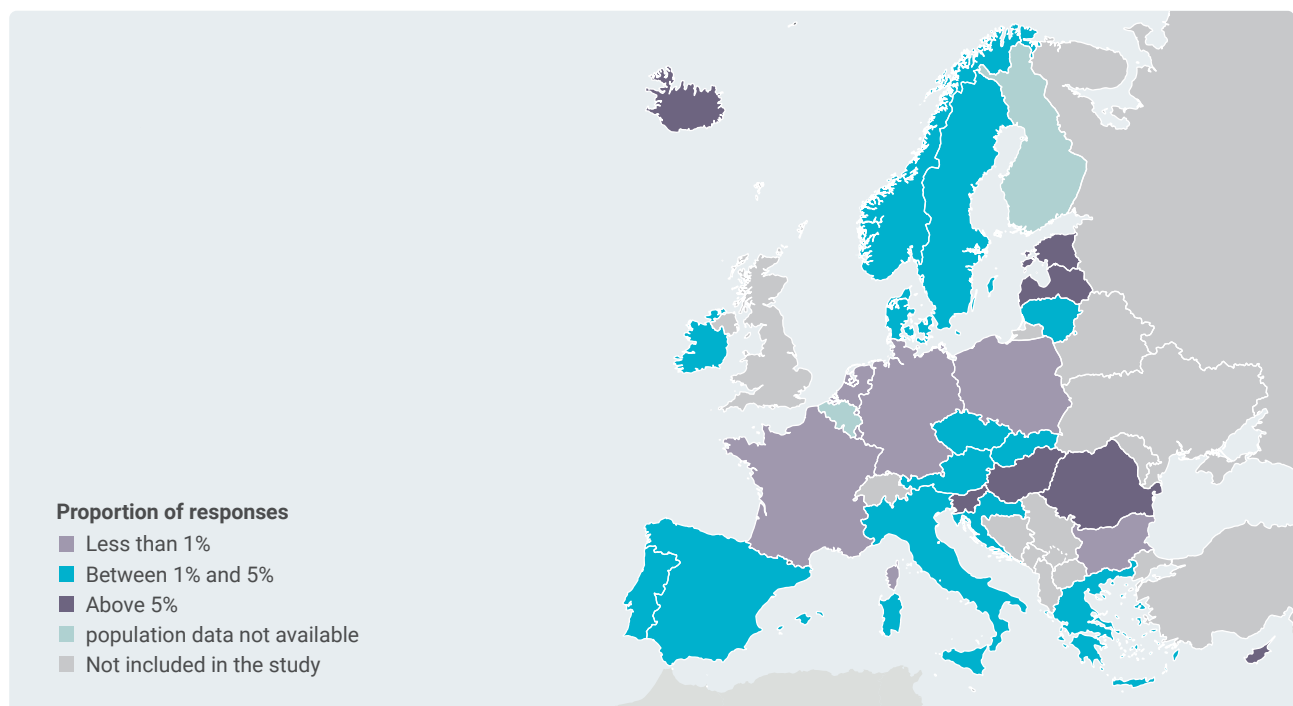 Proportion of responses
Less than 1%
Between 1% and 5%
Above 5%
population data not available
Not included in the study